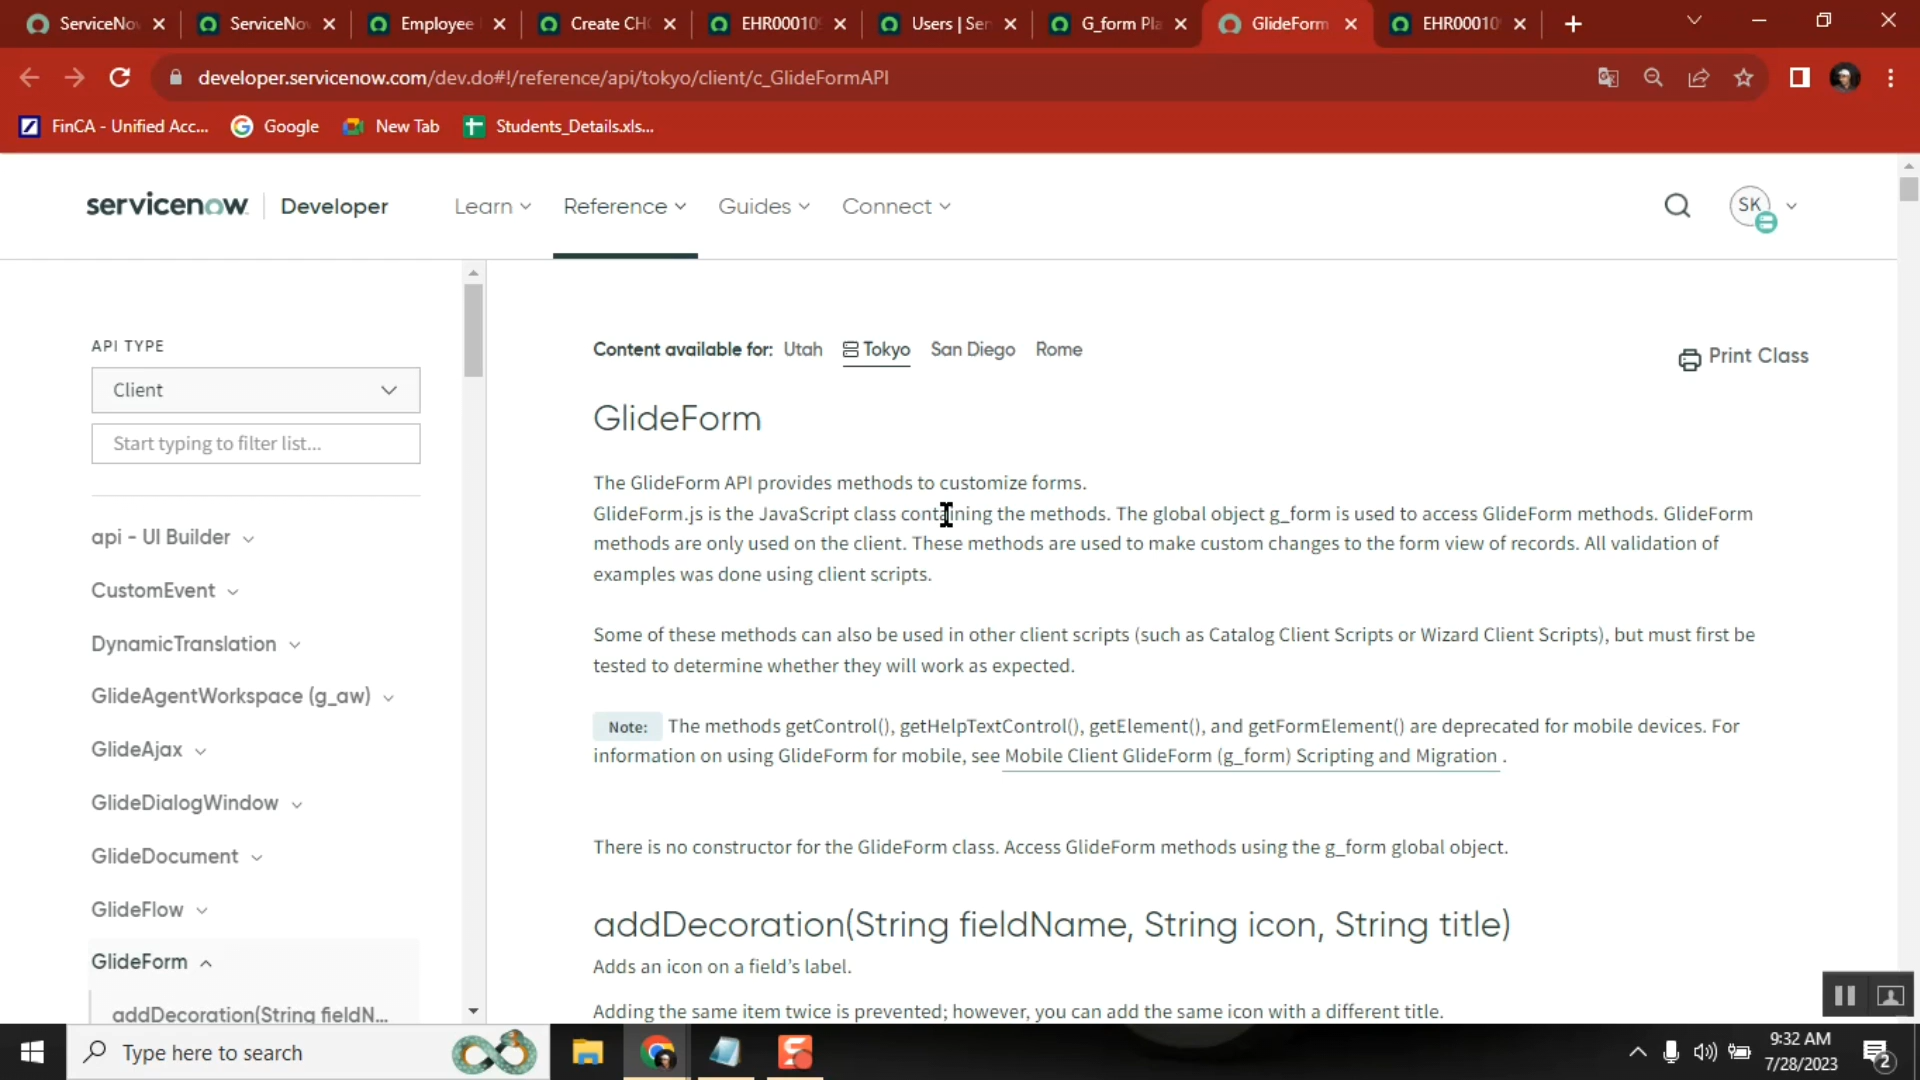 ServiceNo
ServiceNo
Employee
Create CH
EHR00010
Users | Ser
G_form Pla
GlideForm
EHR00010
developer.servicenow.com/dev.do#!/reference/api/tokyo/client/c_GlideFormAPI
FinCA - Unified Acc...
Google
New Tab
Students_Details.xls...
servicenow
Developer
Learn
Reference
Guides
Connect
SK
API TYPE
Client
Start typing to filter list...
api - UI Builder
CustomEvent
DynamicTranslation
GlideAgentWorkspace (g_aw)
GlideAjax
GlideDialogWindow
GlideDocument
GlideFlow
GlideForm
addDecoration(String fieldN...
Content available for: Utah Tokyo San Diego Rome
Print Class
GlideForm
The GlideForm API provides methods to customize forms.
GlideForm.js is the JavaScript class containing the methods. The global object g_form is used to access GlideForm methods. GlideForm
methods are only used on the client. These methods are used to make custom changes to the form view of records. All validation of
examples was done using client scripts.
Some of these methods can also be used in other client scripts (such as Catalog Client Scripts or Wizard Client Scripts), but must first be
tested to determine whether they will work as expected.
Note: The methods getControl(), getHelpTextControl(), getElement(), and getFormElement() are deprecated for mobile devices. For
information on using GlideForm for mobile, see Mobile Client GlideForm (g_form) Scripting and Migration .
There is no constructor for the GlideForm class. Access GlideForm methods using the g_form global object.
addDecoration(String fieldName, String icon, String title)
Adds an icon on a field's label.
Adding the same item twice is prevented; however, you can add the same icon with a different title.
Type here to search
9:32 AM
7/28/2023
2